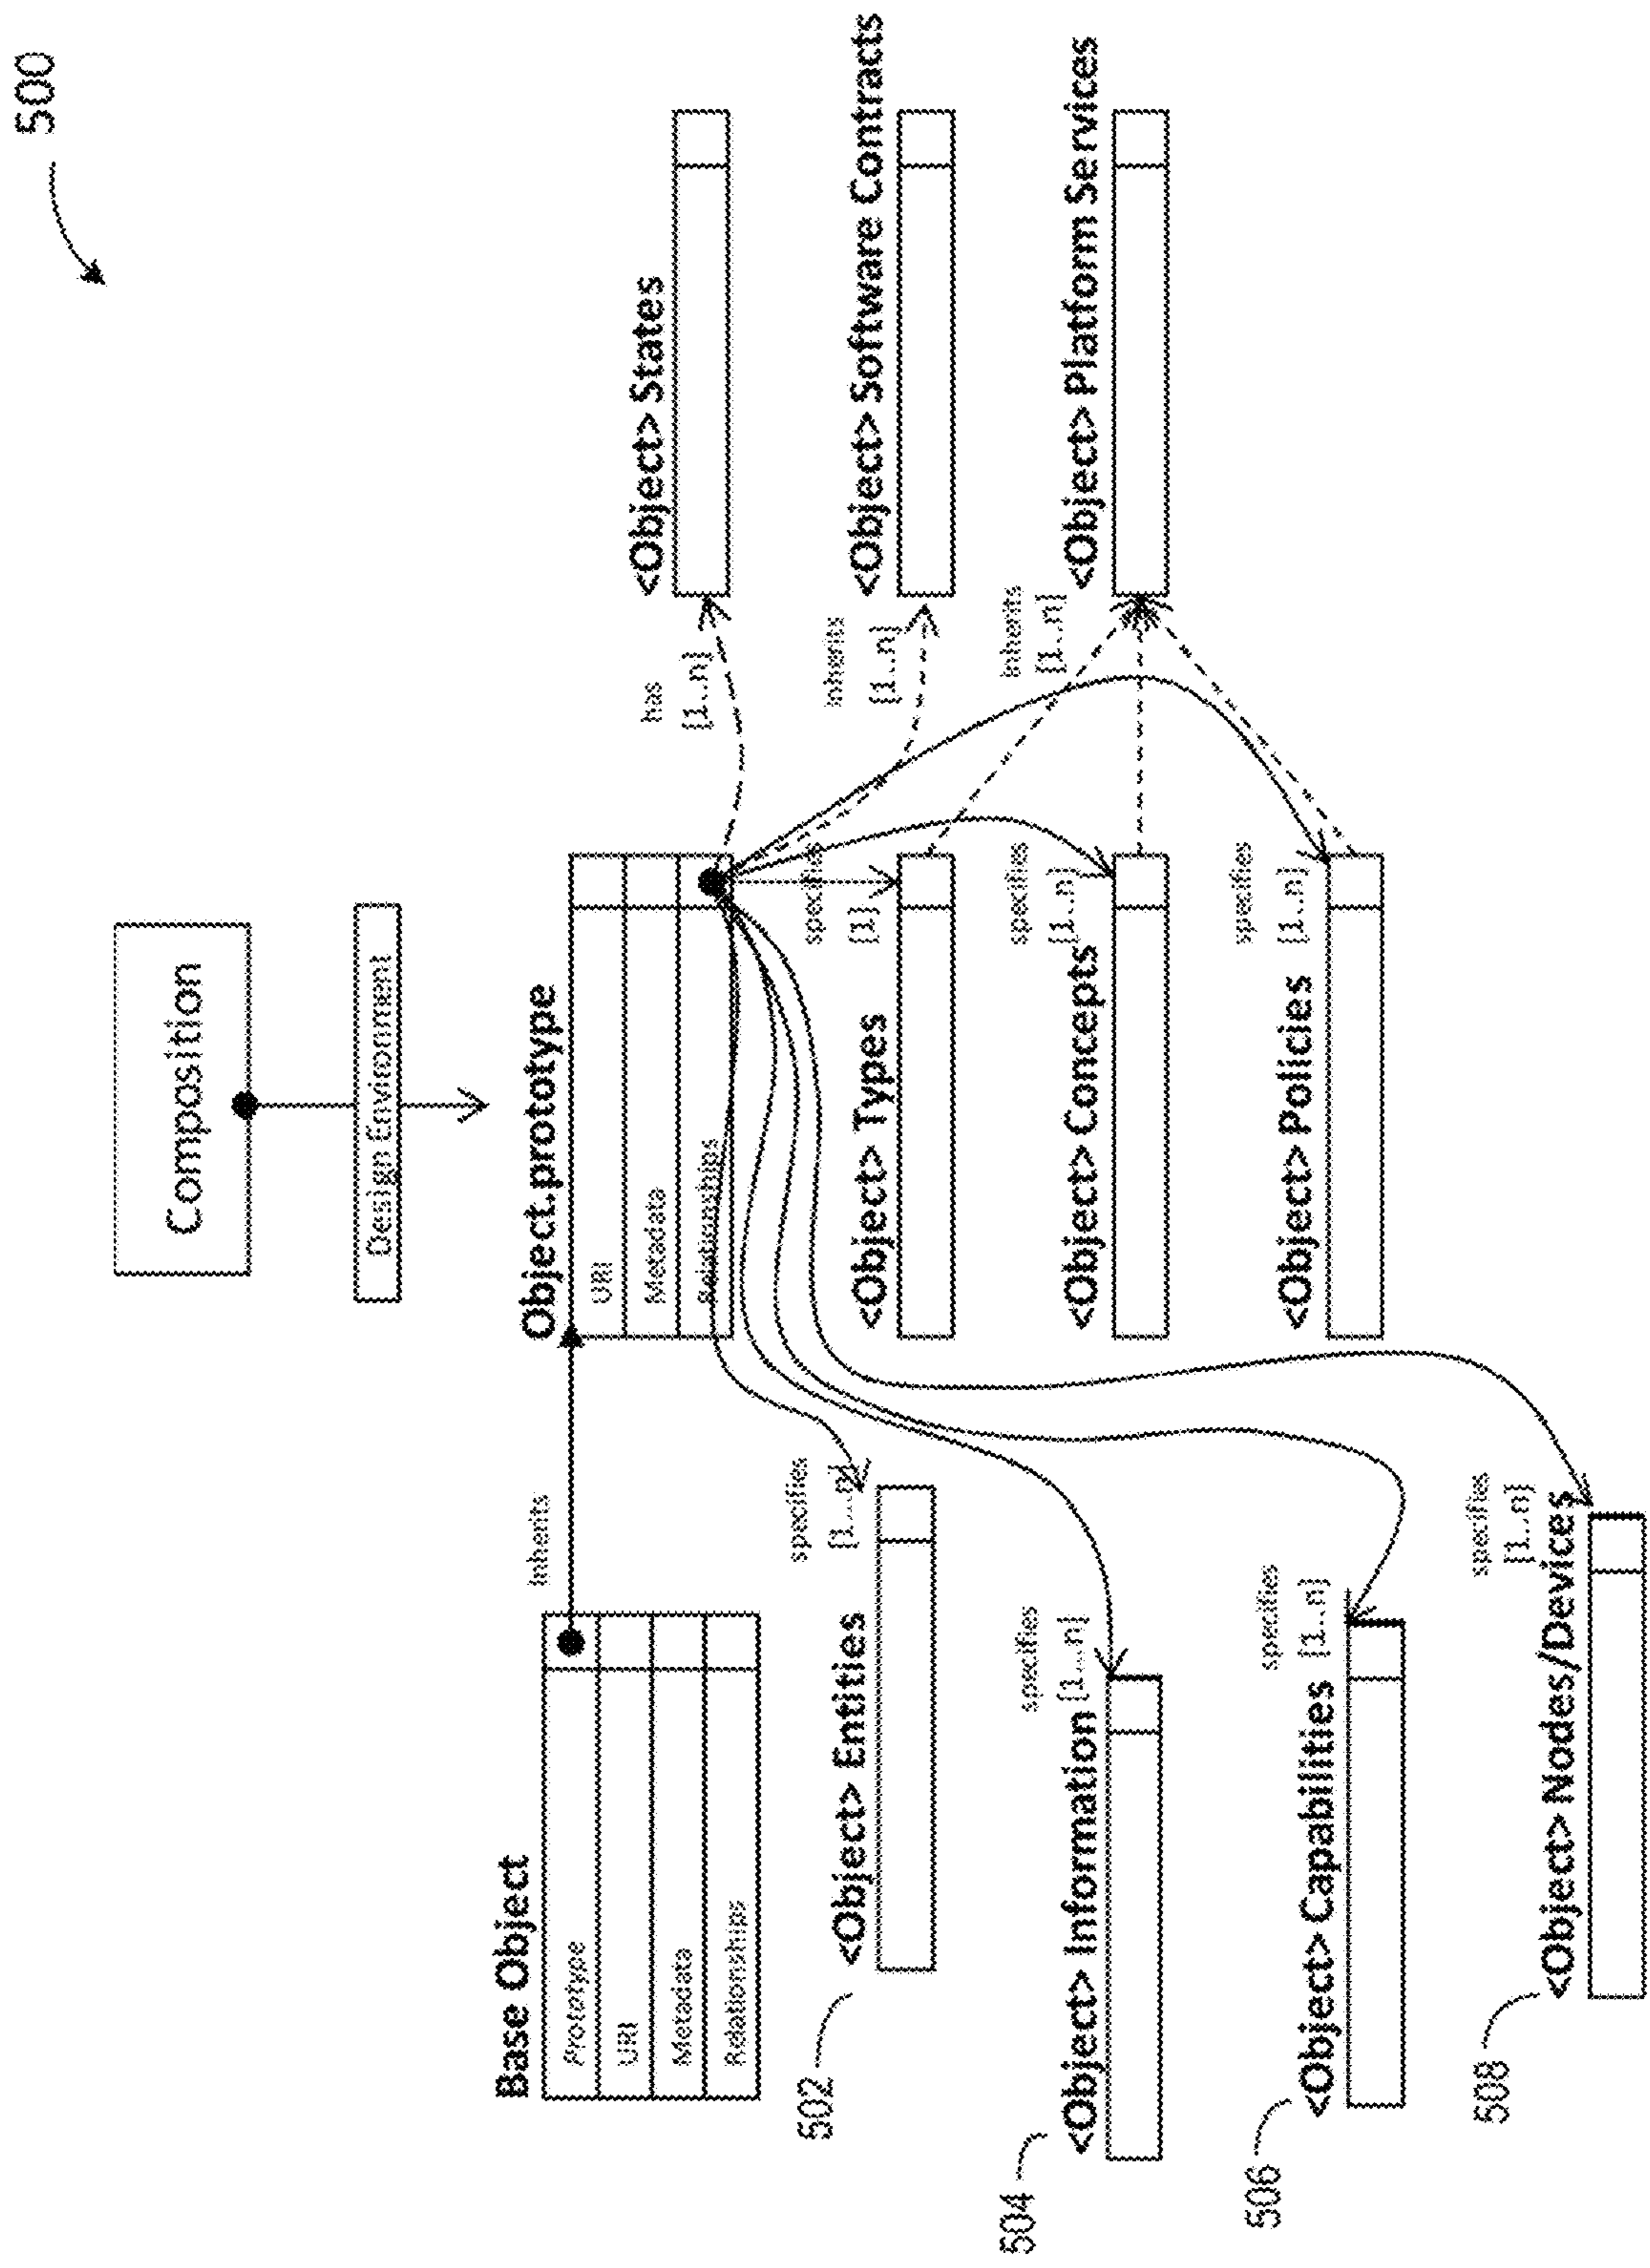 500
Composition
Design Environment
Base Object
Prototype
URI
Metadata
Relationships
Inherits
Object.prototype
URI
Metadata
Relationships
has
[1..n]
<Object> States
502
<Object> Entities
specifies
[1...n]
<Object> Types
specifies
[1]
Inherits
[1..n]
<Object> Software Contracts
504
<Object> Information
specifies
[1...n]
<Object> Concepts
specifies
[1..n]
Inherits
[1..n]
<Object> Platform Services
506
<Object> Capabilities
specifies
[1..n]
<Object> Policies
specifies
[1..n]
508
<Object> Nodes/Devices
specifies
[1..n]